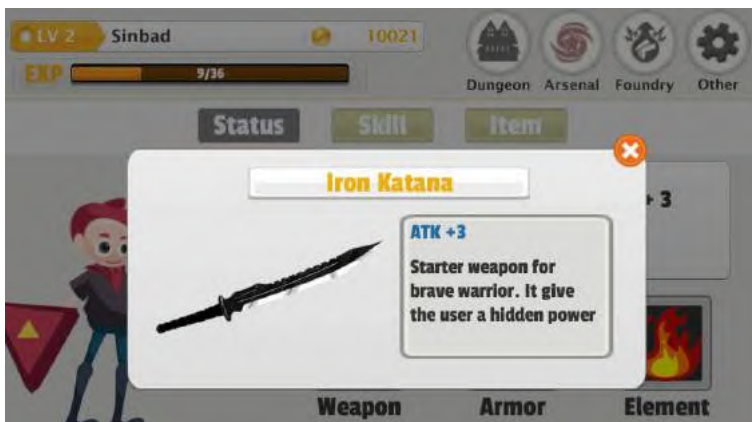 LV 2 Sinbad 10021
EXP 9/36
Dungeon Arsenal Foundry Other
Status Skill Item
Iron Katana
+ 3
ATK +3
Starter weapon for
brave warrior. It give
the user a hidden power
Weapon Armor Element